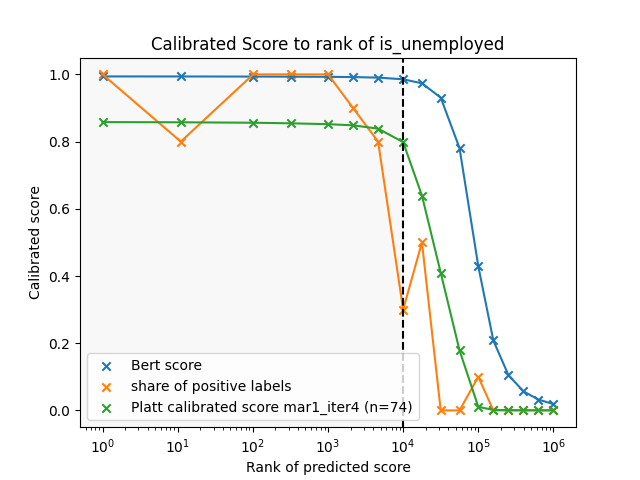 Calibrated Score to rank of is_unemployed
Calibrated score
1.0
0.8
0.6
0.4
0.2
0.0
Bert score
share of positive labels
Platt calibrated score mar1_iter4 (n=74)
10⁰ 10¹ 10² 10³ 10⁴ 10⁵ 10⁶
Rank of predicted score